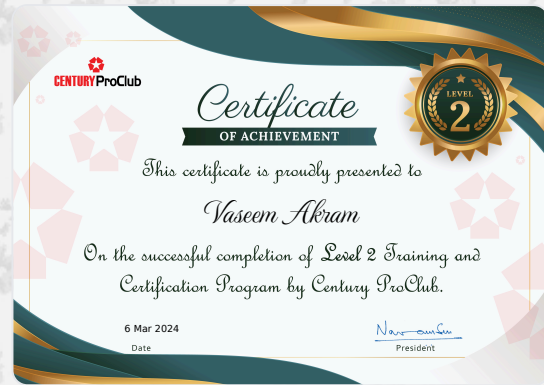 CENTURY ProClub
Certificate
OF ACHIEVEMENT
LEVEL
2
This certificate is proudly presented to
Vaseem Akram
On the successful completion of Level 2 Training and
Certification Program by Century ProClub.
6 Mar 2024
Date
President